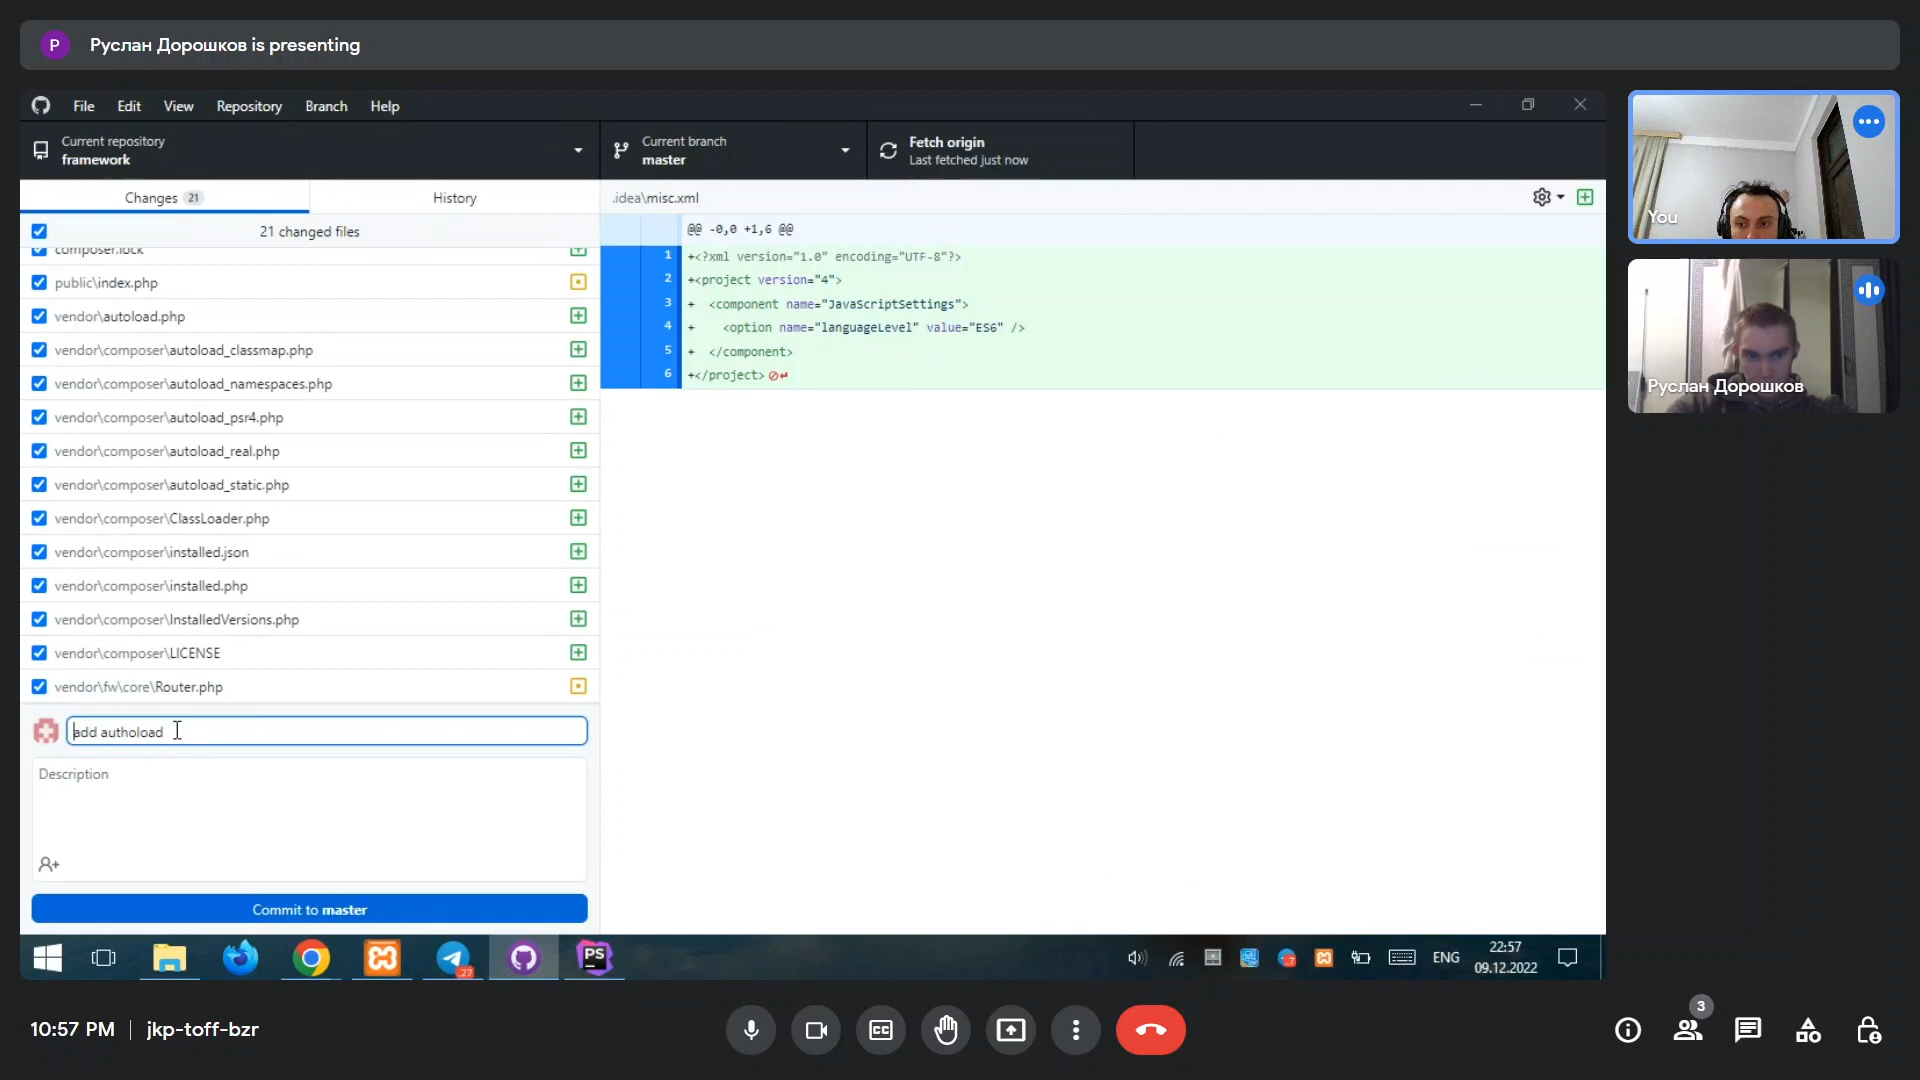 P
Руслан Дорошков is presenting
File Edit View Repository Branch Help
Current repository
framework
Current branch
master
Fetch origin
Last fetched just now
Changes 21
History
.idea\misc.xml
21 changed files
composer.lock
public\index.php
vendor\autoload.php
vendor\composer\autoload_classmap.php
vendor\composer\autoload_namespaces.php
vendor\composer\autoload_psr4.php
vendor\composer\autoload_real.php
vendor\composer\autoload_static.php
vendor\composer\ClassLoader.php
vendor\composer\installed.json
vendor\composer\installed.php
vendor\composer\InstalledVersions.php
vendor\composer\LICENSE
vendor\fw\core\Router.php
add authoload
Description
Commit to master
@@ -0,0 +1,6 @@
1 +<?xml version="1.0" encoding="UTF-8"?>
2 +<project version="4">
3 +  <component name="JavaScriptSettings">
4 +    <option name="languageLevel" value="ES6" />
5 +  </component>
6 +</project>
You
Руслан Дорошков
27
PS
ENG
22:57
09.12.2022
10:57 PM | jkp-toff-bzr
CC
3